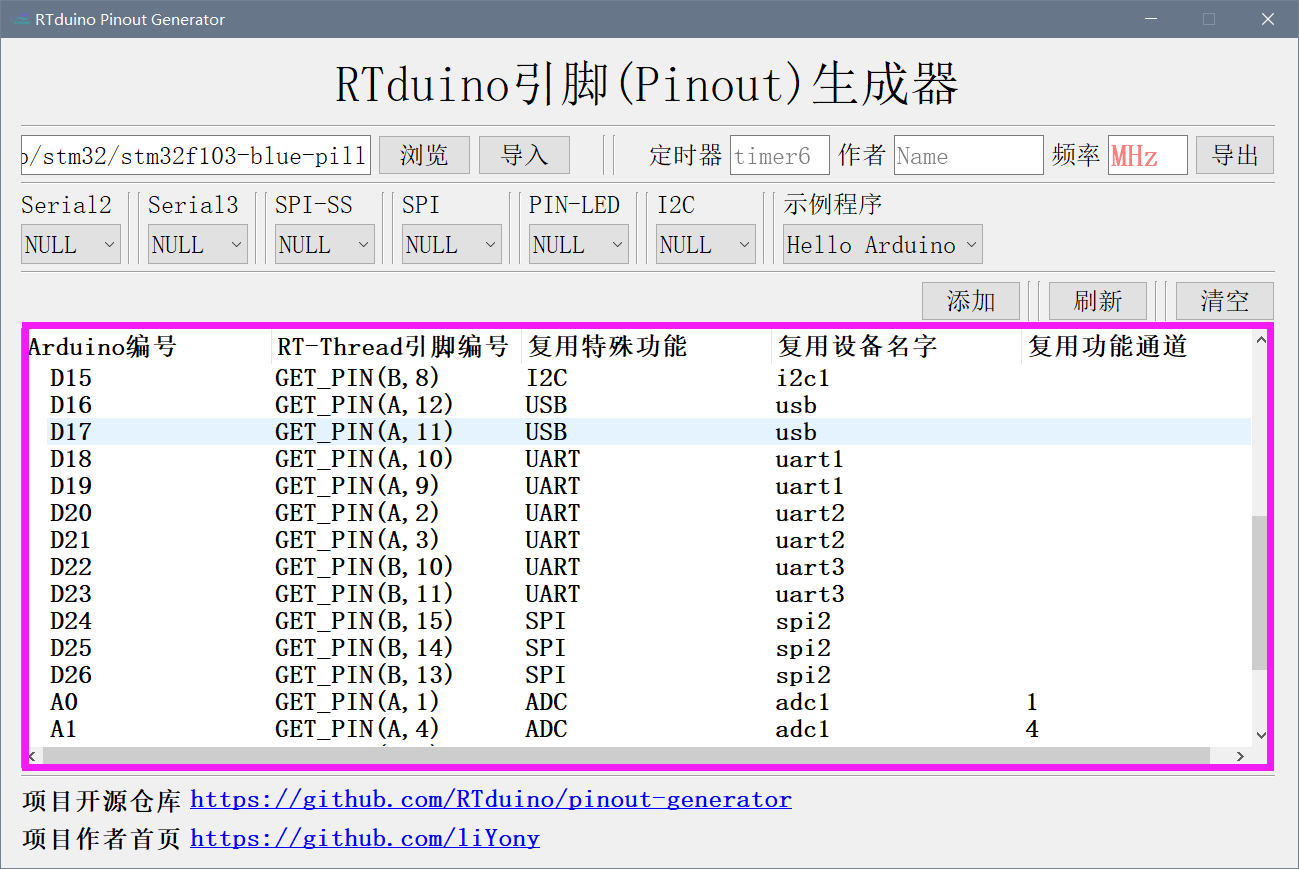 RTduino Pinout Generator
RTduino引脚(Pinout)生成器
/stm32/stm32f103-blue-pill 浏览 导入 定时器 timer6 作者 Name 频率 MHz 导出
Serial2 Serial3 SPI-SS SPI PIN-LED I2C 示例程序
NULL NULL NULL NULL NULL NULL Hello Arduino
添加 刷新 清空
Arduino编号 RT-Thread引脚编号 复用特殊功能 复用设备名字 复用功能通道
D15 GET_PIN(B,8) I2C i2c1
D16 GET_PIN(A,12) USB usb
D17 GET_PIN(A,11) USB usb
D18 GET_PIN(A,10) UART uart1
D19 GET_PIN(A,9) UART uart1
D20 GET_PIN(A,2) UART uart2
D21 GET_PIN(A,3) UART uart2
D22 GET_PIN(B,10) UART uart3
D23 GET_PIN(B,11) UART uart3
D24 GET_PIN(B,15) SPI spi2
D25 GET_PIN(B,14) SPI spi2
D26 GET_PIN(B,13) SPI spi2
A0 GET_PIN(A,1) ADC adc1 1
A1 GET_PIN(A,4) ADC adc1 4
项目开源仓库 https://github.com/RTduino/pinout-generator
项目作者首页 https://github.com/liYony